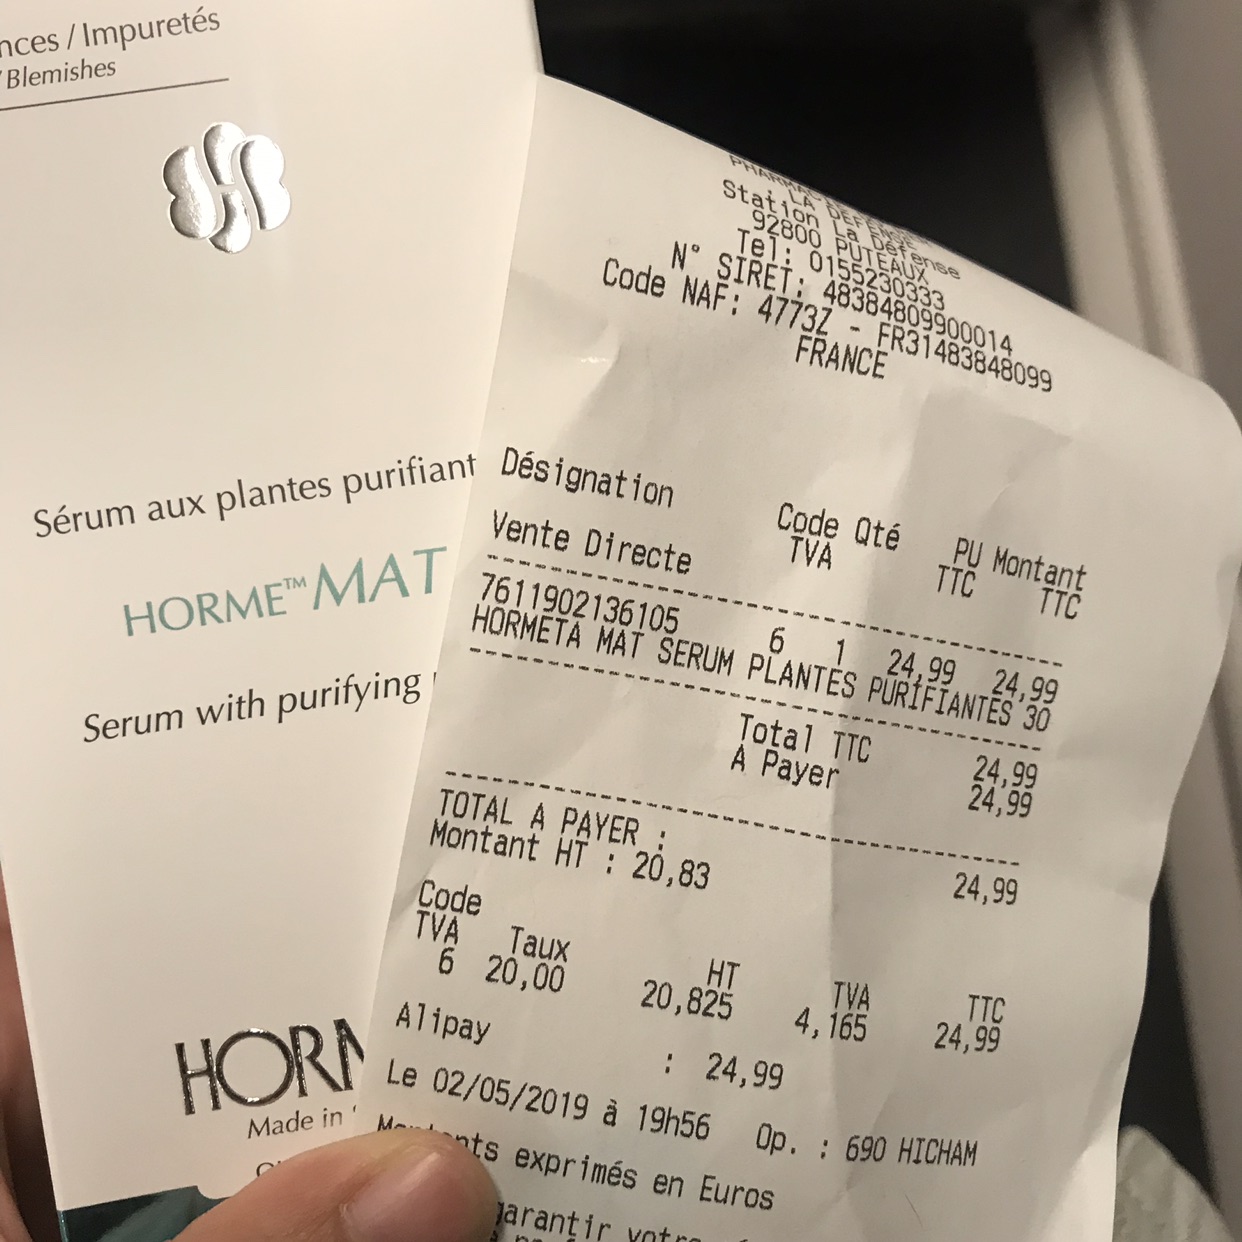 nces / Impuretés
/ Blemishes
Sérum aux plantes purifiant
HORME™MAT
Serum with purifying
HORM
Made in
LA DÉFENSE
Station La Défense
92800 PUTEAUX
Tel: 0155230333
N° SIRET: 48384809900014
Code NAF: 4773Z - FR31483848099
FRANCE
Désignation Code Qté PU Montant
TVA TTC TTC
Vente Directe
7611902136105 6 1 24,99 24,99
HORMETA MAT SERUM PLANTES PURIFIANTES 30
Total TTC 24,99
A Payer 24,99
TOTAL A PAYER : 24,99
Montant HT : 20,83
Code
TVA Taux HT TVA TTC
6 20,00 20,825 4,165 24,99
Alipay : 24,99
Le 02/05/2019 à 19h56 Op. : 690 HICHAM
exprimés en Euros
garantir